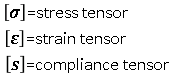 [σ]=stress tensor
[ε]=strain tensor
[s]=compliance tensor